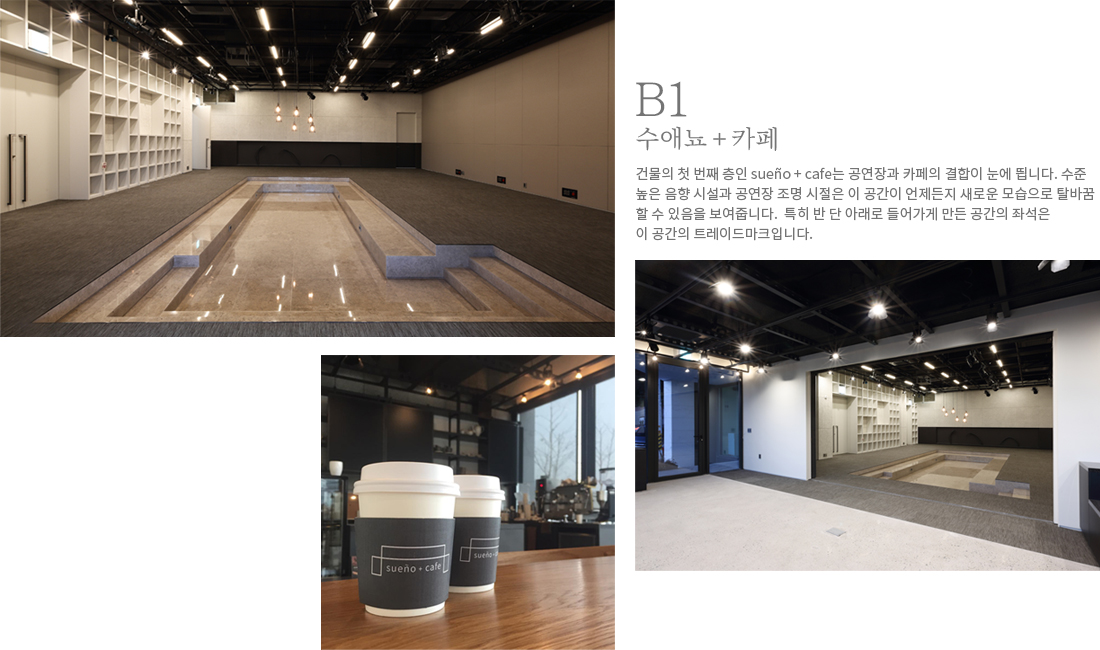 B1
수애뇨 + 카페
건물의 첫 번째 층인 sueño + cafe는 공연장과 카페의 결합이 눈에 띕니다. 수준
높은 음향 시설과 공연장 조명 시절은 이 공간이 언제든지 새로운 모습으로 탈바꿈
할 수 있음을 보여줍니다. 특히 반 단 아래로 들어가게 만든 공간의 좌석은
이 공간의 트레이드마크입니다.
sueño + cafe
sueño + ca